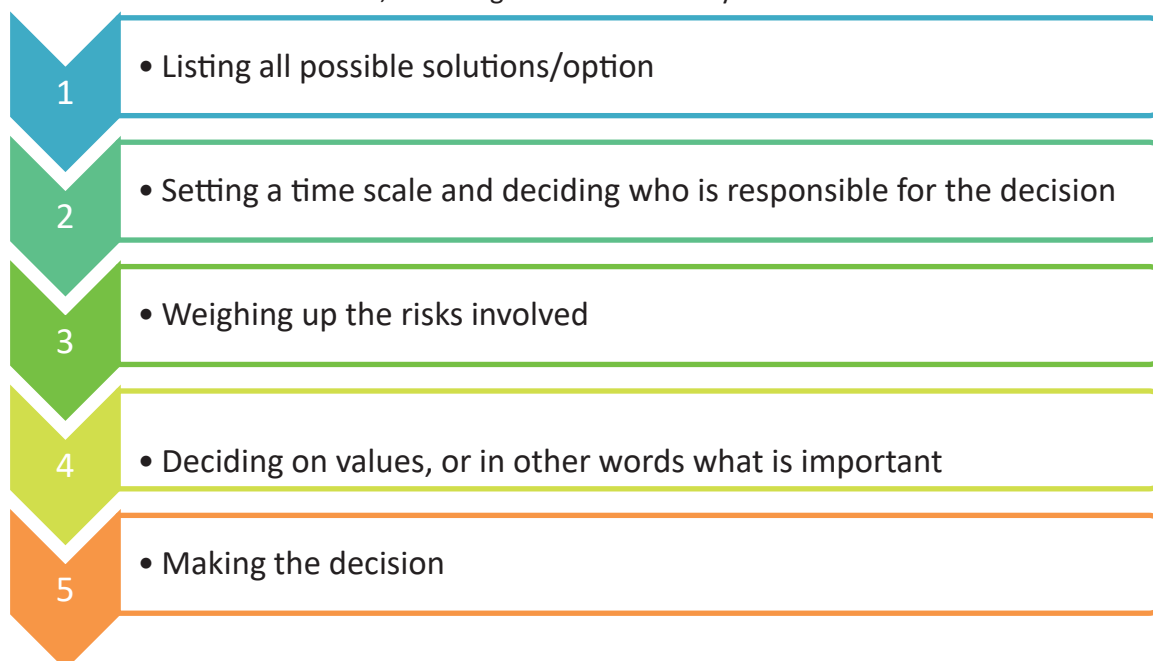 1
• Listing all possible solutions/option
2
• Setting a time scale and deciding who is responsible for the decision
3
• Weighing up the risks involved
4
• Deciding on values, or in other words what is important
5
• Making the decision